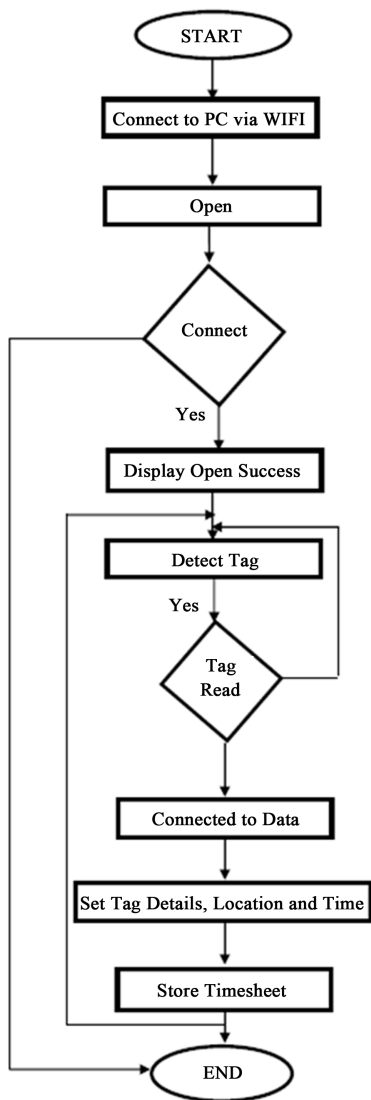 START
Connect to PC via WIFI
Open
Connect
Yes
Display Open Success
Detect Tag
Yes
Tag
Read
Connected to Data
Set Tag Details, Location and Time
Store Timesheet
END